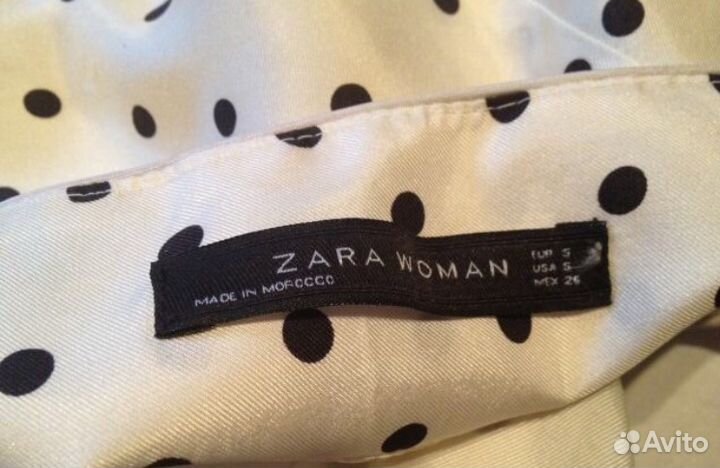 ZARA WOMAN
MADE IN MOROCCO
EUR S
USA S
MEX 26
Avito